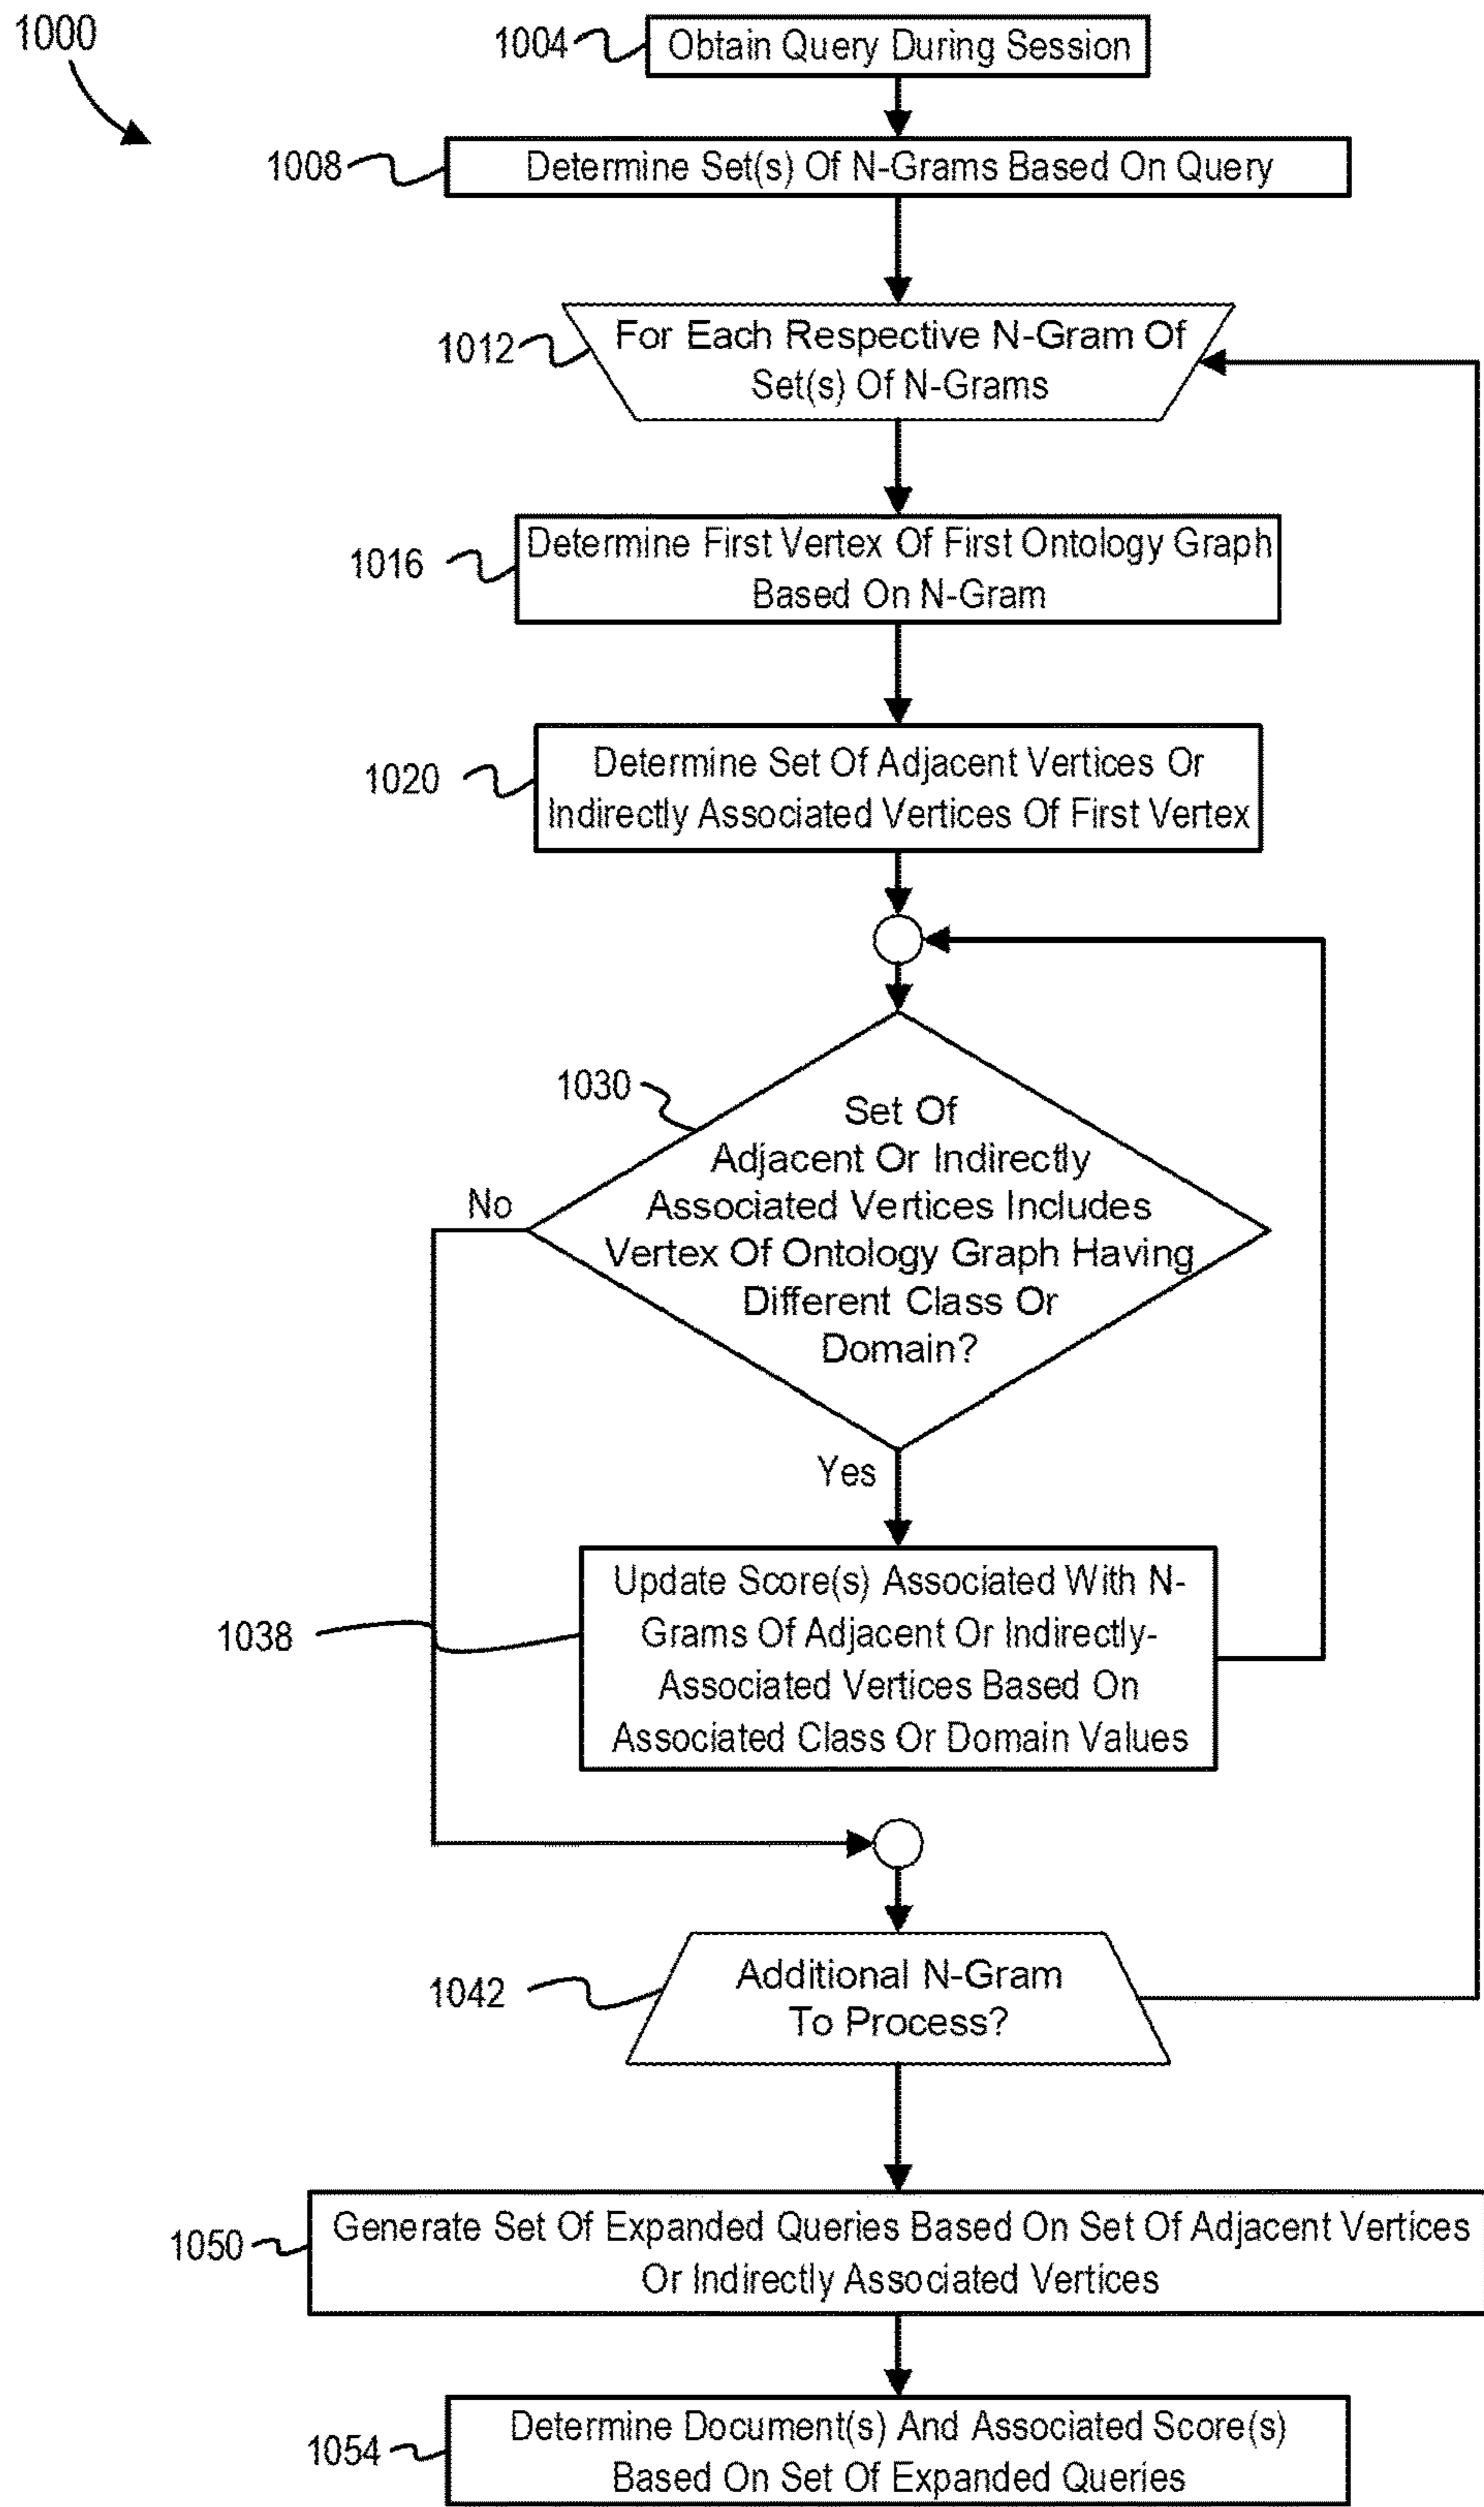 1000
1004
Obtain Query During Session
1008
Determine Set(s) Of N-Grams Based On Query
1012
For Each Respective N-Gram Of
Set(s) Of N-Grams
1016
Determine First Vertex Of First Ontology Graph
Based On N-Gram
1020
Determine Set Of Adjacent Vertices Or
Indirectly Associated Vertices Of First Vertex
1030
Set Of
Adjacent Or Indirectly
Associated Vertices Includes
Vertex Of Ontology Graph Having
Different Class Or
Domain?
No
Yes
1038
Update Score(s) Associated With N-
Grams Of Adjacent Or Indirectly-
Associated Vertices Based On
Associated Class Or Domain Values
1042
Additional N-Gram
To Process?
1050
Generate Set Of Expanded Queries Based On Set Of Adjacent Vertices
Or Indirectly Associated Vertices
1054
Determine Document(s) And Associated Score(s)
Based On Set Of Expanded Queries